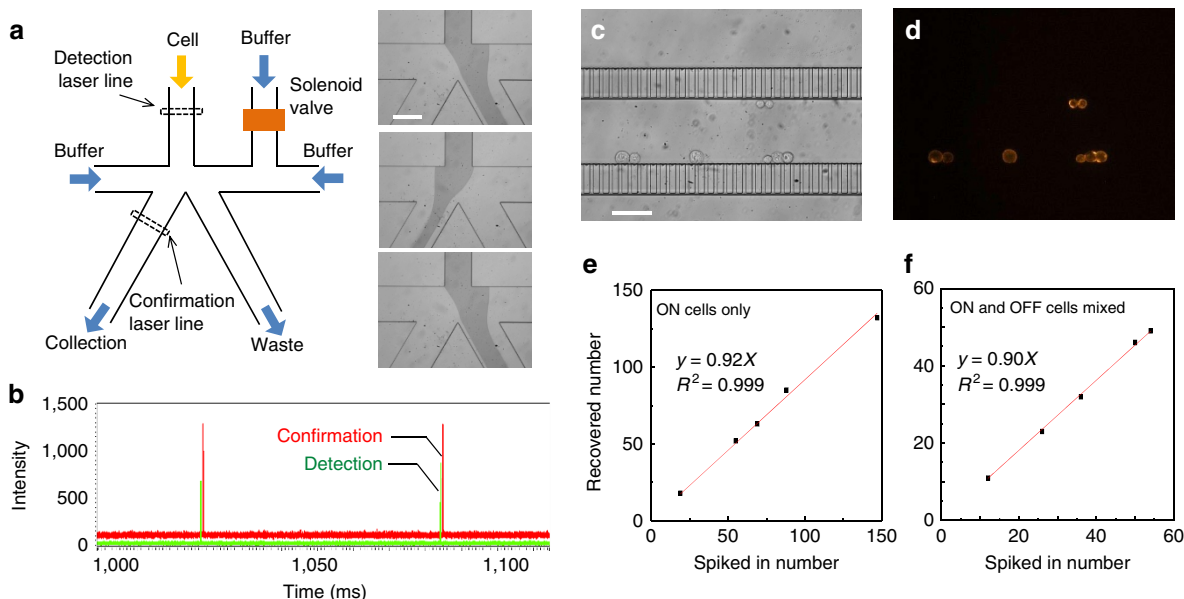 a
Cell
Buffer
Detection
laser line
Solenoid
valve
Buffer
Buffer
Confirmation
laser line
Collection
Waste
b
1,500
1,000
500
0
Intensity
Confirmation
Detection
1,000
1,050
1,100
Time (ms)
c
d
e
150
100
50
0
Recovered number
ON cells only
y = 0.92X
R² = 0.999
0
50
100
150
Spiked in number
f
60
40
20
0
ON and OFF cells mixed
y = 0.90X
R² = 0.999
0
20
40
60
Spiked in number